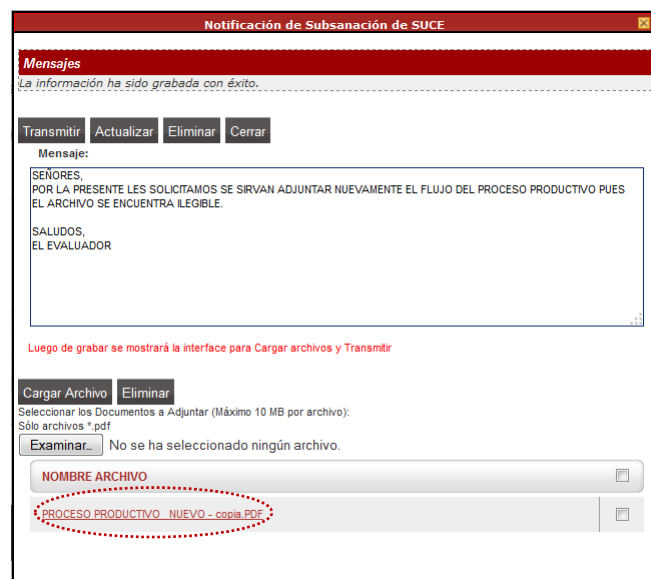 Notificación de Subsanación de SUCE
Mensajes
La información ha sido grabada con éxito.
Transmitir Actualizar Eliminar Cerrar
Mensaje:
SEÑORES,
POR LA PRESENTE LES SOLICITAMOS SE SIRVAN ADJUNTAR NUEVAMENTE EL FLUJO DEL PROCESO PRODUCTIVO PUES
EL ARCHIVO SE ENCUENTRA ILEGIBLE.
SALUDOS,
EL EVALUADOR
Luego de grabar se mostrará la interface para Cargar archivos y Transmitir
Cargar Archivo Eliminar
Seleccionar los Documentos a Adjuntar (Máximo 10 MB por archivo):
Sólo archivos *.pdf
Examinar... No se ha seleccionado ningún archivo.
NOMBRE ARCHIVO
PROCESO PRODUCTIVO NUEVO - copia.PDF